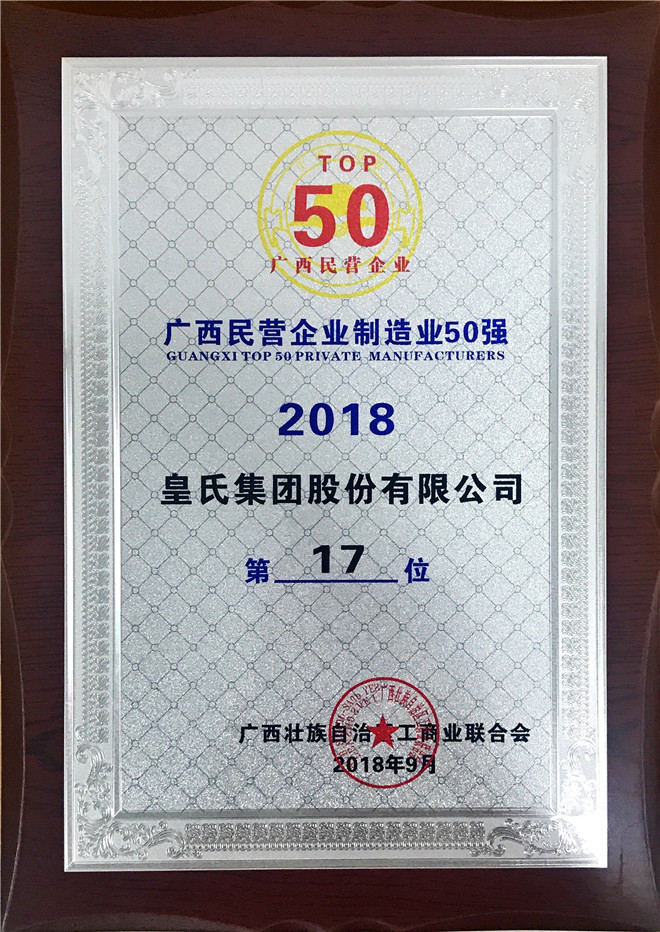 TOP
50
广西民营企业
广西民营企业制造业50强
GUANGXI TOP 50 PRIVATE MANUFACTURERS
2018
皇氏集团股份有限公司
第 17 位
广西壮族自治 工商业联合会
2018年9月